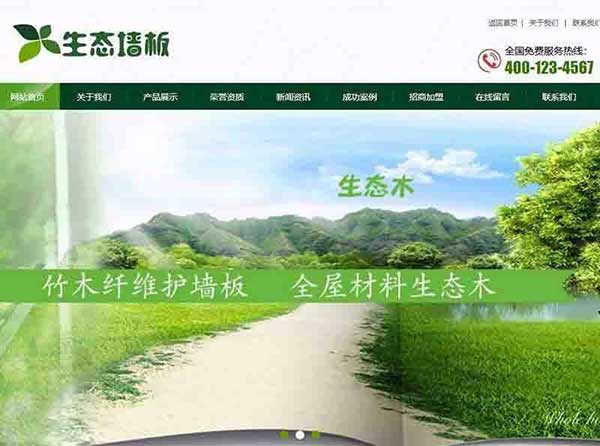 返回首页 | 关于我们 | 联系我们
生态墙板
全国免费服务热线：
400-123-4567
网站首页 关于我们 产品展示 荣誉资质 新闻资讯 成功案例 招商加盟 在线留言 联系我们
生态木
竹木纤维护墙板 全屋材料生态木
Whole